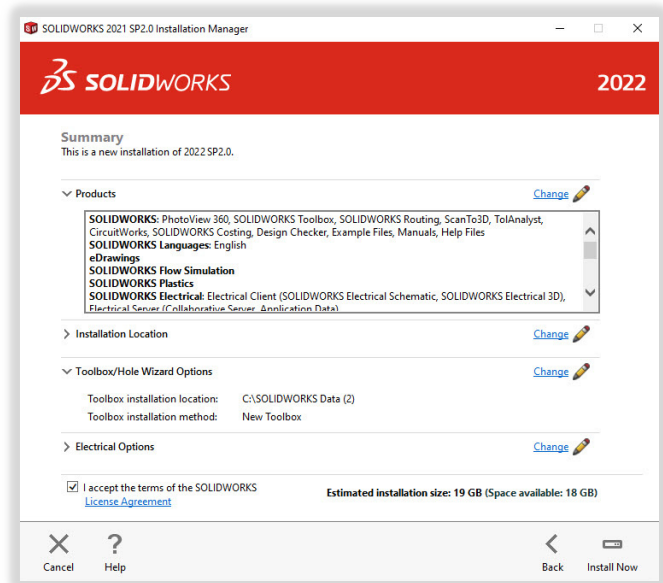 SOLIDWORKS 2021 SP2.0 Installation Manager
SOLIDWORKS
2022
Summary
This is a new installation of 2022 SP2.0.
Products
Change
SOLIDWORKS: PhotoView 360, SOLIDWORKS Toolbox, SOLIDWORKS Routing, ScanTo3D, TolAnalyst,
CircuitWorks, SOLIDWORKS Costing, Design Checker, Example Files, Manuals, Help Files
SOLIDWORKS Languages: English
eDrawings
SOLIDWORKS Flow Simulation
SOLIDWORKS Plastics
SOLIDWORKS Electrical: Electrical Client (SOLIDWORKS Electrical Schematic, SOLIDWORKS Electrical 3D),
Electrical Server (Collaborative Server, Application Data)
Installation Location
Change
Toolbox/Hole Wizard Options
Change
Toolbox installation location: C:\SOLIDWORKS Data (2)
Toolbox installation method: New Toolbox
Electrical Options
Change
I accept the terms of the SOLIDWORKS
License Agreement
Estimated installation size: 19 GB (Space available: 18 GB)
Cancel
Help
Back
Install Now